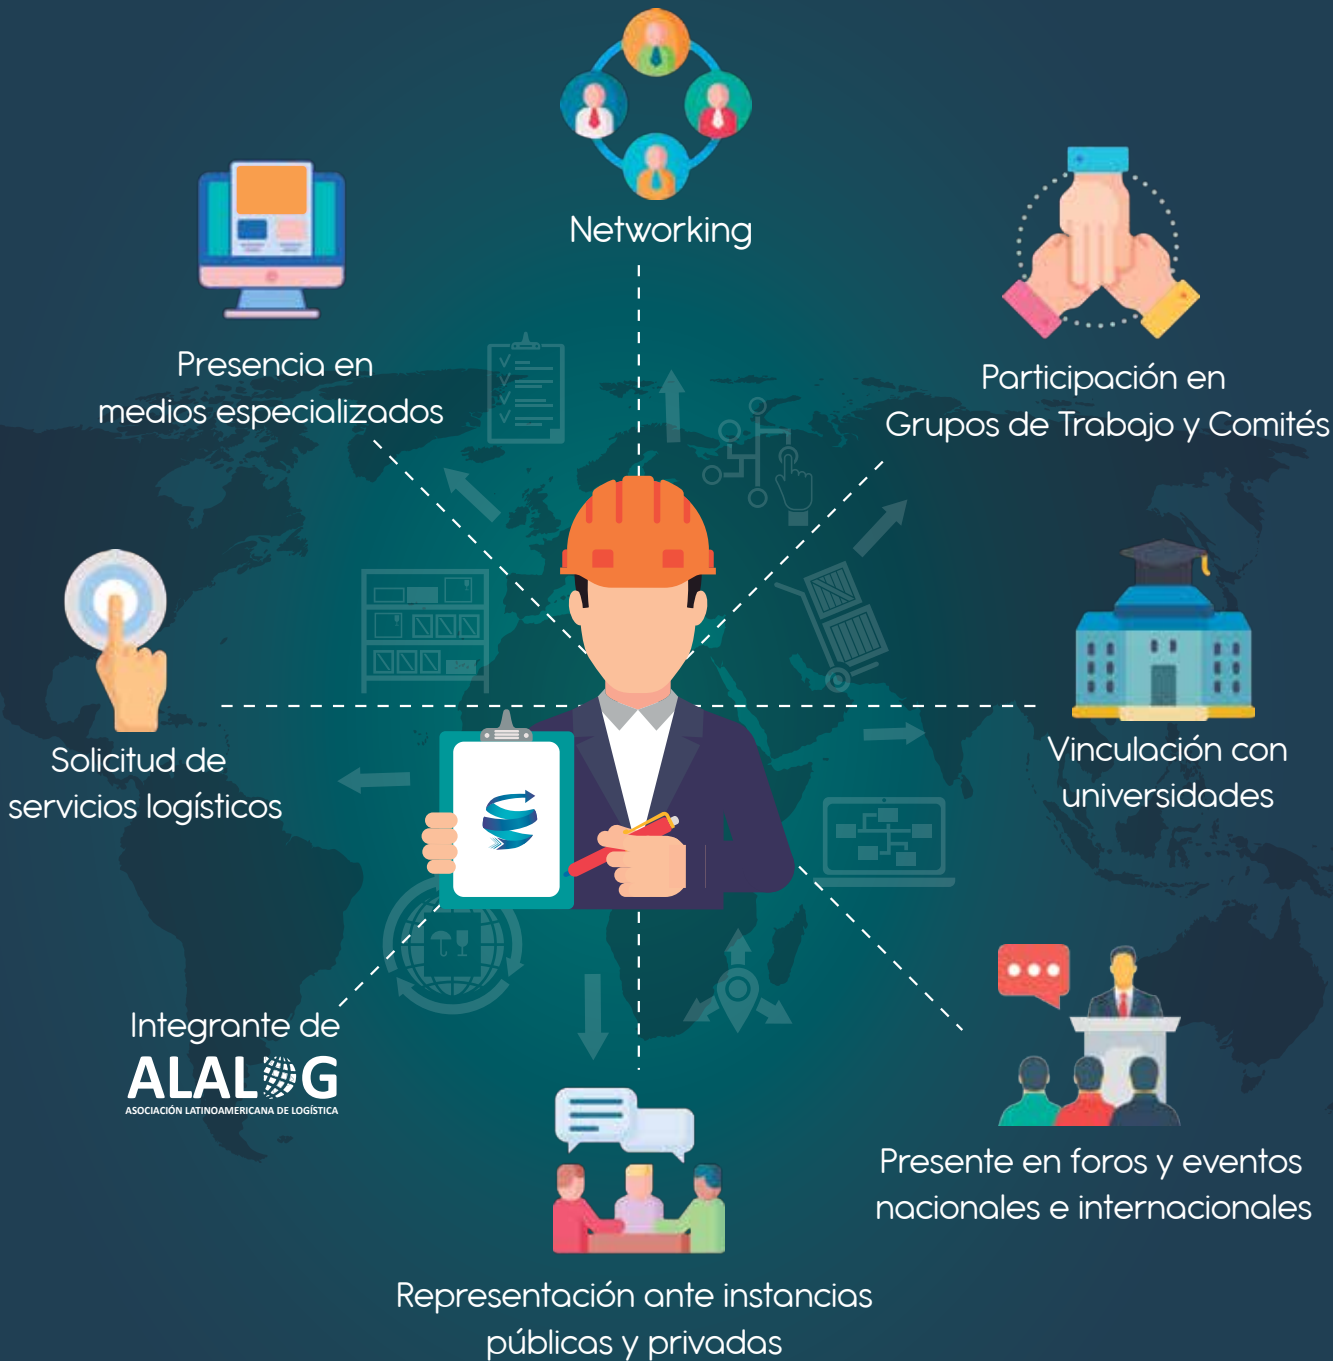 Networking
Presencia en
medios especializados
Participación en
Grupos de Trabajo y Comités
Solicitud de
servicios logísticos
Vinculación con
universidades
Integrante de
ALALOG
ASOCIACIÓN LATINOAMERICANA DE LOGÍSTICA
Presente en foros y eventos
nacionales e internacionales
Representación ante instancias
públicas y privadas